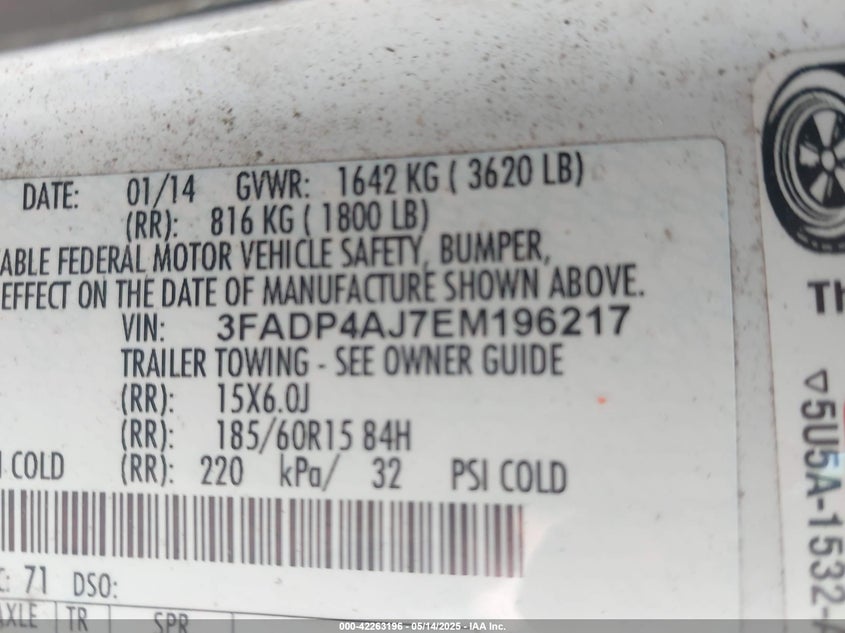 DATE: 01/14 GVWR: 1642 KG ( 3620 LB)
(RR): 816 KG ( 1800 LB)
ABLE FEDERAL MOTOR VEHICLE SAFETY, BUMPER,
EFFECT ON THE DATE OF MANUFACTURE SHOWN ABOVE.
VIN: 3FADP4AJ7EM196217
TRAILER TOWING - SEE OWNER GUIDE
(RR): 15X6.0J
(RR): 185/60R15 84H
COLD (RR): 220 kPa/ 32 PSI COLD
71 DSO:
AXLE TR SPR
5U5A-1532-
000-42263196 - 05/14/2025 - IAA Inc.